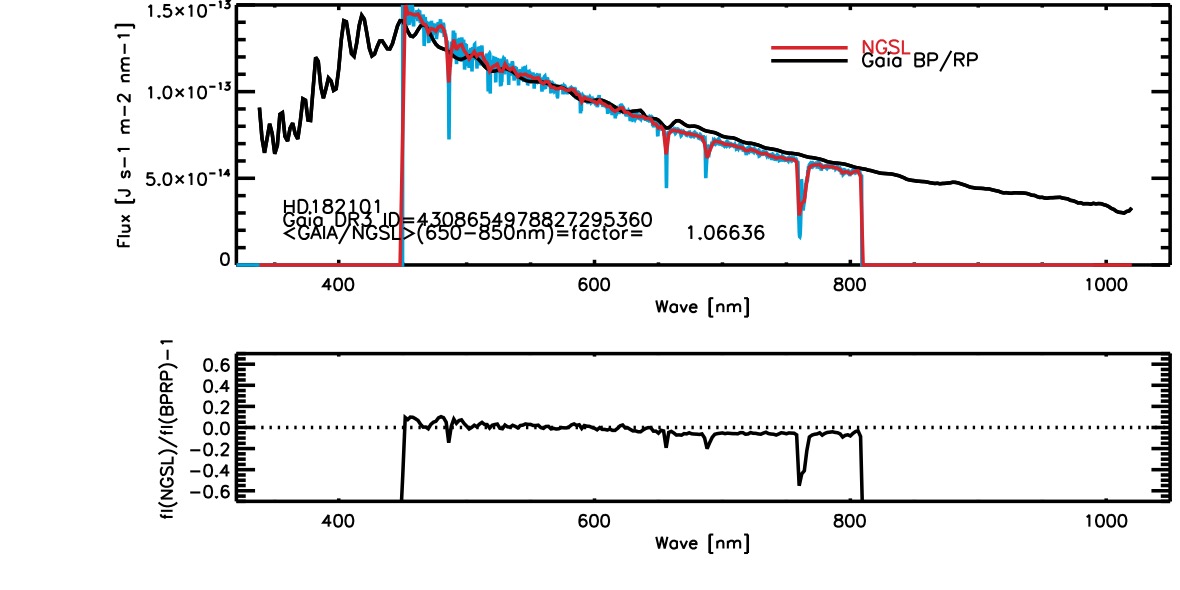 1.5×10−13
1.0×10−13
5.0×10−14
0
Flux [J s−1 m−2 nm−1]
NGSL
Gaia BP/RP
HD182101
Gaia DR3 ID=4308654978827295360
<GAIA/NGSL>(650−850nm)=factor= 1.06636
400 600 800 1000
Wave [nm]
fl(NGSL)/fl(BPRP)−1
0.6
0.4
0.2
0.0
−0.2
−0.4
−0.6
400 600 800 1000
Wave [nm]